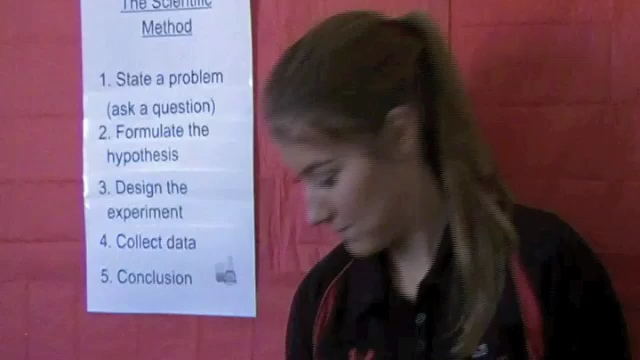 The Scientific
Method
1. State a problem
(ask a question)
2. Formulate the
hypothesis
3. Design the
experiment
4. Collect data
5. Conclusion